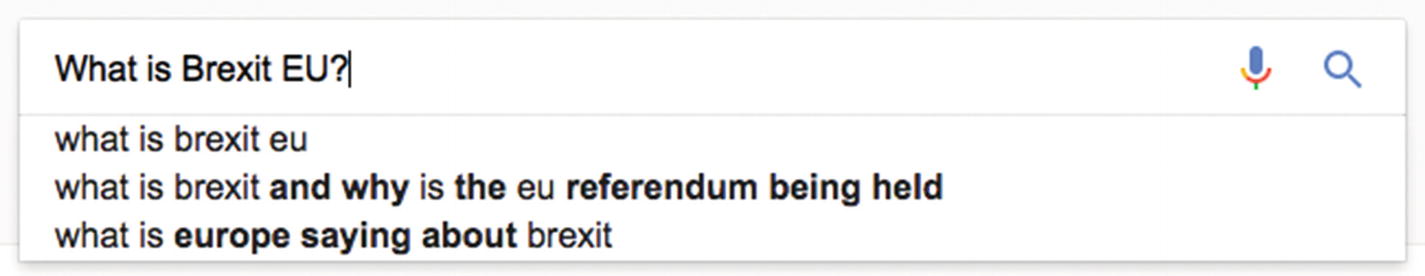 What is Brexit EU?
what is brexit eu
what is brexit and why is the eu referendum being held
what is europe saying about brexit